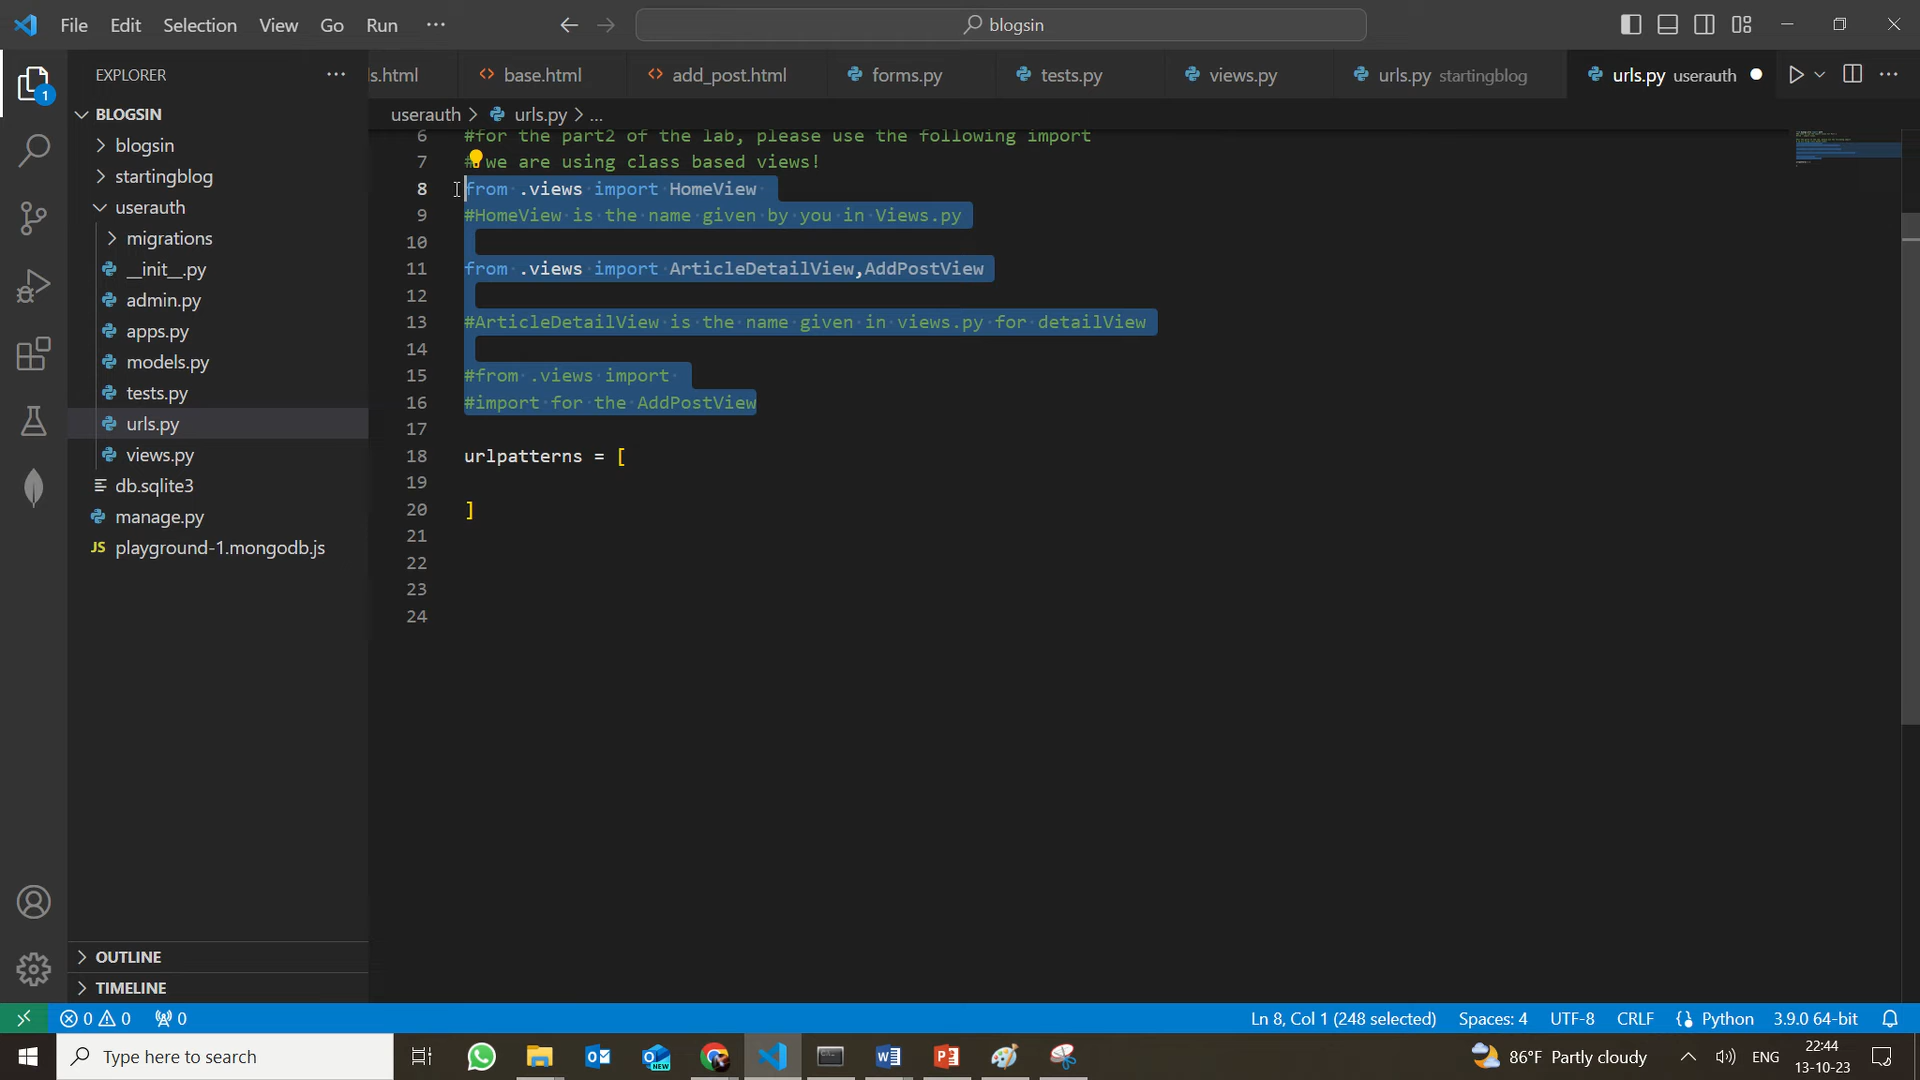 File Edit Selection View Go Run ··· blogsin
EXPLORER ···
ls.html base.html add_post.html forms.py tests.py views.py urls.py startingblog urls.py userauth
userauth > urls.py > ...
1
BLOGSIN
blogsin
startingblog
userauth
migrations
__init__.py
admin.py
apps.py
models.py
tests.py
urls.py
views.py
db.sqlite3
manage.py
JS playground-1.mongodb.js
OUTLINE
TIMELINE
6 #for the part2 of the lab, please use the following import
7 # we are using class based views!
8 from .views import HomeView
9 #HomeView is the name given by you in Views.py
10
11 from .views import ArticleDetailView,AddPostView
12
13 #ArticleDetailView is the name given in views.py for detailView
14
15 #from .views import
16 #import for the AddPostView
17
18 urlpatterns = [
19
20 ]
21
22
23
24
0 0 0 Ln 8, Col 1 (248 selected) Spaces: 4 UTF-8 CRLF Python 3.9.0 64-bit
Type here to search NEW 86°F Partly cloudy ENG 22:44
13-10-23